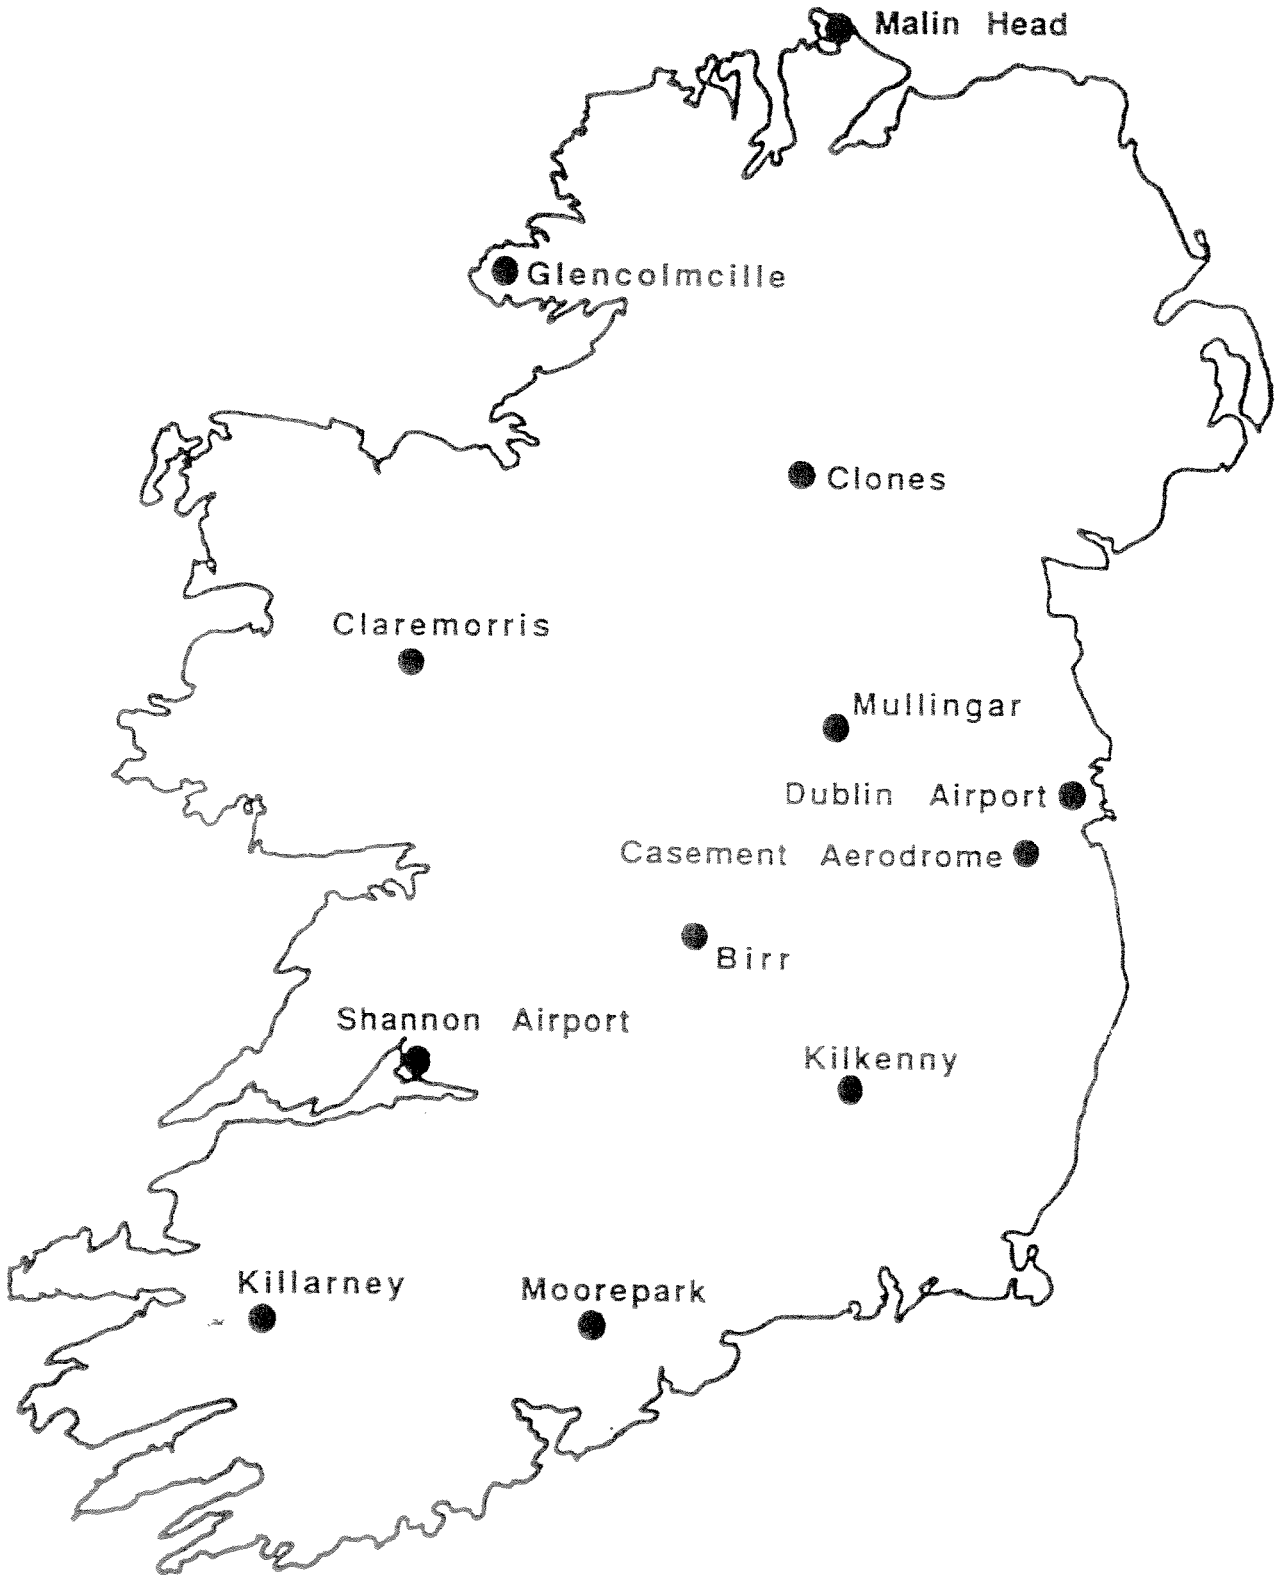 Malin Head
Glencolmcille
Clones
Claremorris
Mullingar
Dublin Airport
Casement Aerodrome
Birr
Shannon Airport
Kilkenny
Killarney
Moorepark